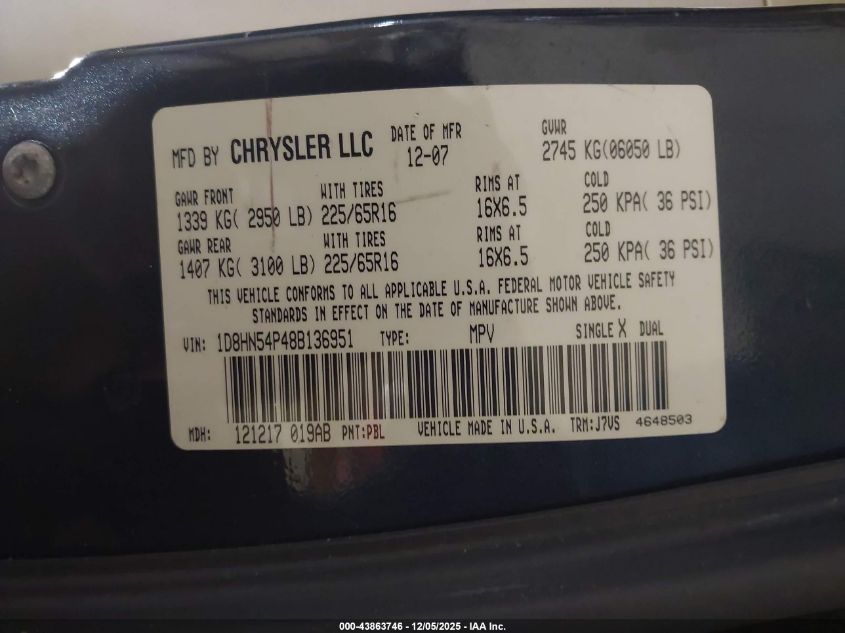 MFD BY CHRYSLER LLC DATE OF MFR 12-07 GVWR 2745 KG(06050 LB)
GAWR FRONT WITH TIRES RIMS AT COLD
1339 KG( 2950 LB) 225/65R16 16X6.5 250 KPA( 36 PSI)
GAWR REAR WITH TIRES RIMS AT COLD
1407 KG( 3100 LB) 225/65R16 16X6.5 250 KPA( 36 PSI)
THIS VEHICLE CONFORMS TO ALL APPLICABLE U.S.A. FEDERAL MOTOR VEHICLE SAFETY
STANDARDS IN EFFECT ON THE DATE OF MANUFACTURE SHOWN ABOVE.
VIN: 1D8HN54P48B136951 TYPE: MPV SINGLE X DUAL
MDH: 121217 019AB PNT:PBL VEHICLE MADE IN U.S.A. TRM:J7VS 4648503
000-43863746 - 12/05/2025 - IAA Inc.